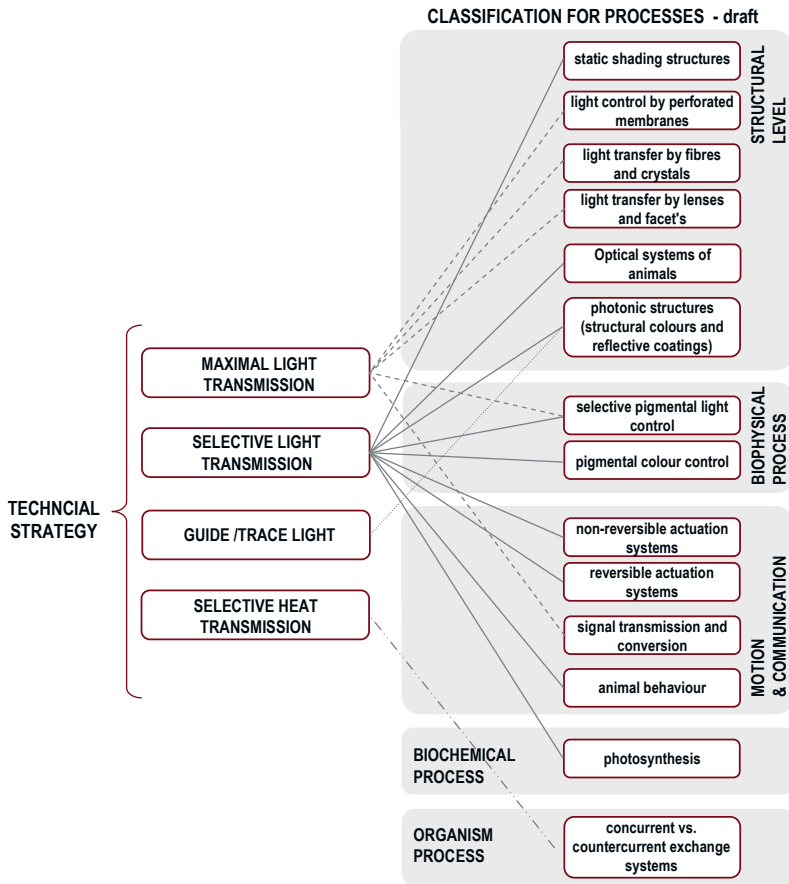 CLASSIFICATION FOR PROCESSES - draft
static shading structures
light control by perforated
membranes
light transfer by fibres
and crystals
light transfer by lenses
and facet's
Optical systems of
animals
photonic structures
(structural colours and
reflective coatings)
STRUCTURAL
LEVEL
selective pigmental light
control
pigmental colour control
BIOPHYSICAL
PROCESS
non-reversible actuation
systems
reversible actuation
systems
signal transmission and
conversion
animal behaviour
MOTION
& COMMUNICATION
BIOCHEMICAL
PROCESS
photosynthesis
ORGANISM
PROCESS
concurrent vs.
countercurrent exchange
systems
TECHNCIAL
STRATEGY
MAXIMAL LIGHT
TRANSMISSION
SELECTIVE LIGHT
TRANSMISSION
GUIDE /TRACE LIGHT
SELECTIVE HEAT
TRANSMISSION